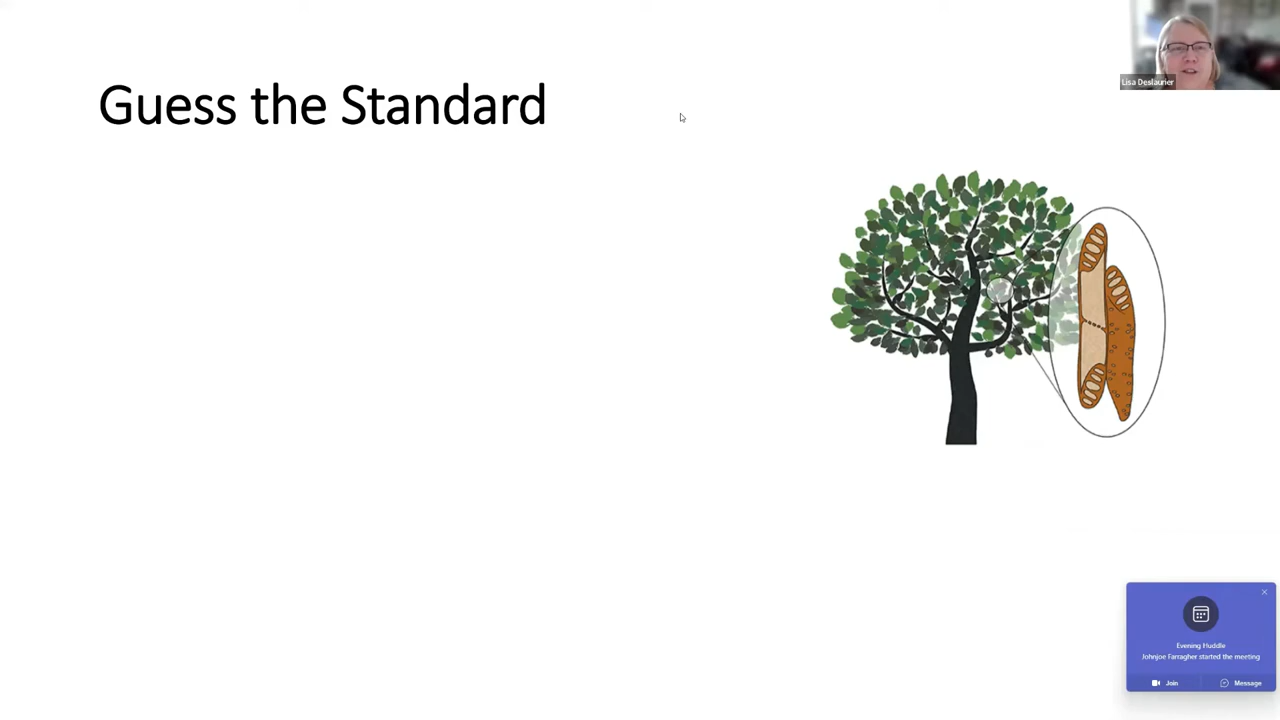 Lisa Deslaurier
Guess the Standard
Evening Huddle
Johnjoe Farragher started the meeting
Join
Message